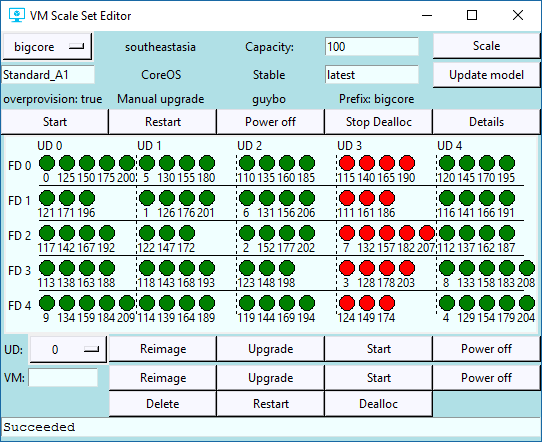 VM Scale Set Editor
bigcore southeastasia Capacity: 100 Scale
Standard_A1 CoreOS Stable latest Update model
overprovision: true Manual upgrade guybo Prefix: bigcore
Start Restart Power off Stop Dealloc Details
UD 0 UD 1 UD 2 UD 3 UD 4
FD 0
0 125 150 175 200 5 130 155 180 110 135 160 185 115 140 165 190 120 145 170 195
FD 1
121 171 196 1 126 176 201 6 131 156 206 111 161 186 116 141 166 191
FD 2
117 142 167 192 122 147 172 2 152 177 202 7 132 157 182 207 112 137 162 187
FD 3
113 138 163 188 118 143 168 193 123 148 198 3 128 178 203 8 133 158 183 208
FD 4
9 134 159 184 209 114 139 164 189 119 144 169 194 124 149 174 4 129 154 179 204
UD: 0 Reimage Upgrade Start Power off
VM: Reimage Upgrade Start Power off
Delete Restart Dealloc
Succeeded